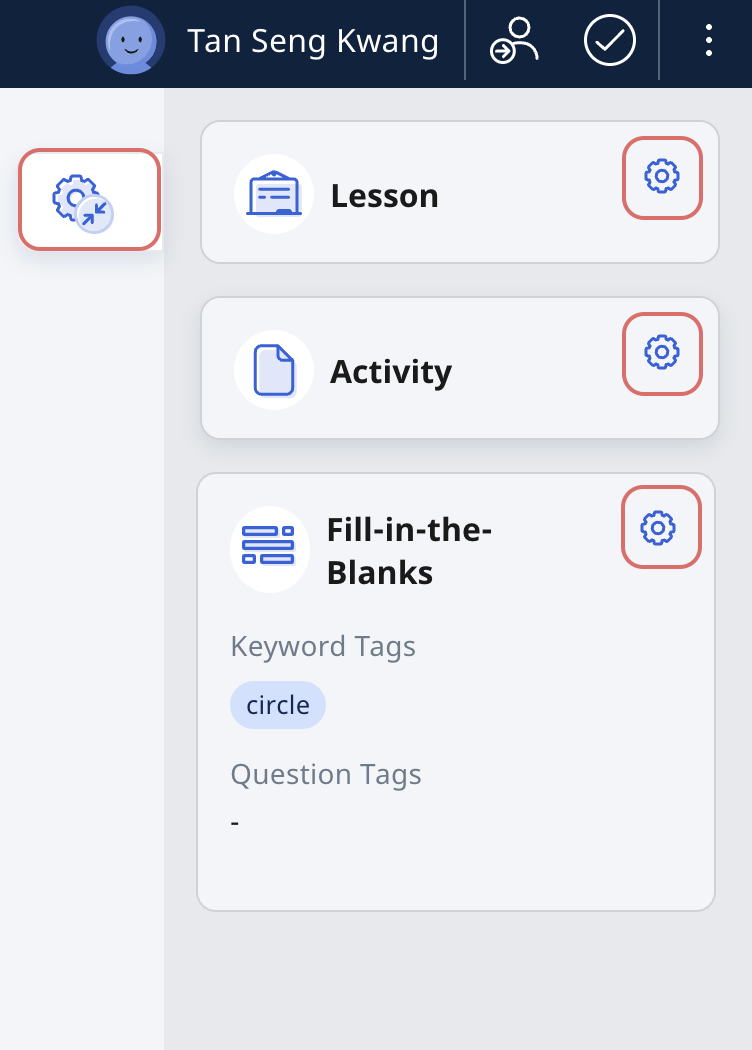 Tan Seng Kwang
Lesson
Activity
Fill-in-the-
Blanks
Keyword Tags
circle
Question Tags
-